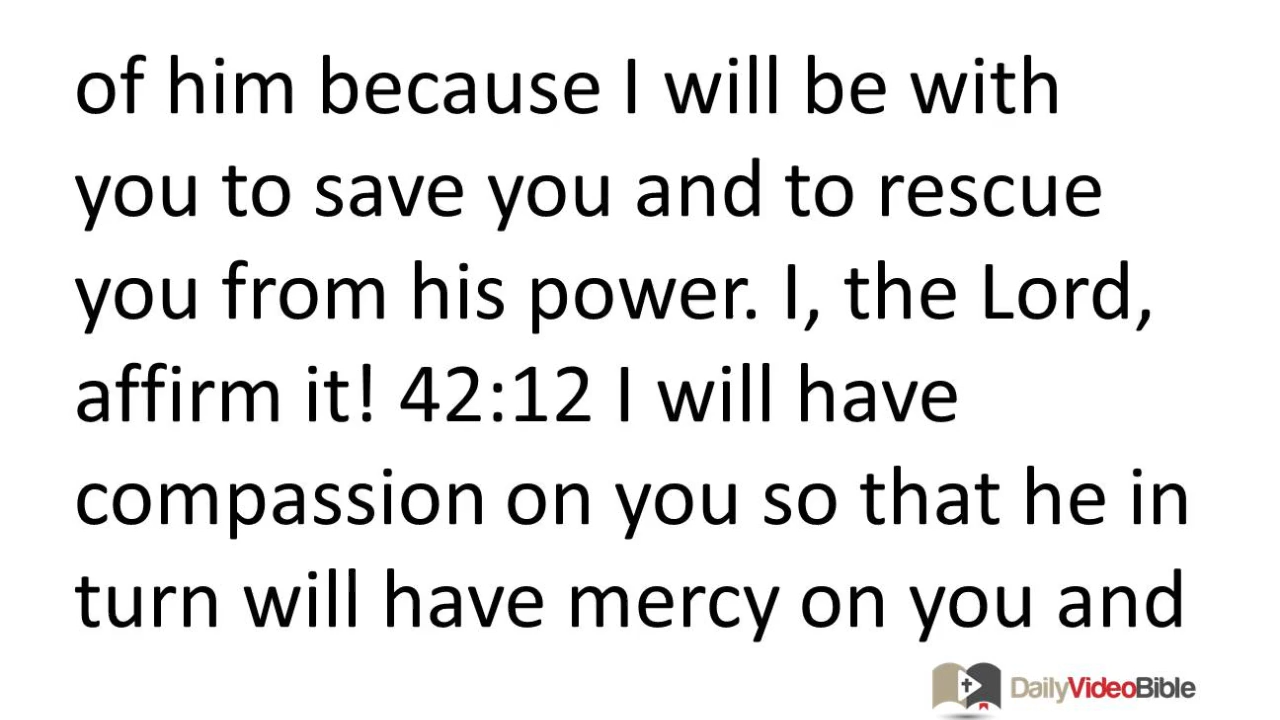 of him because I will be with
you to save you and to rescue
you from his power. I, the Lord,
affirm it! 42:12 I will have
compassion on you so that he in
turn will have mercy on you and
DailyVideoBible